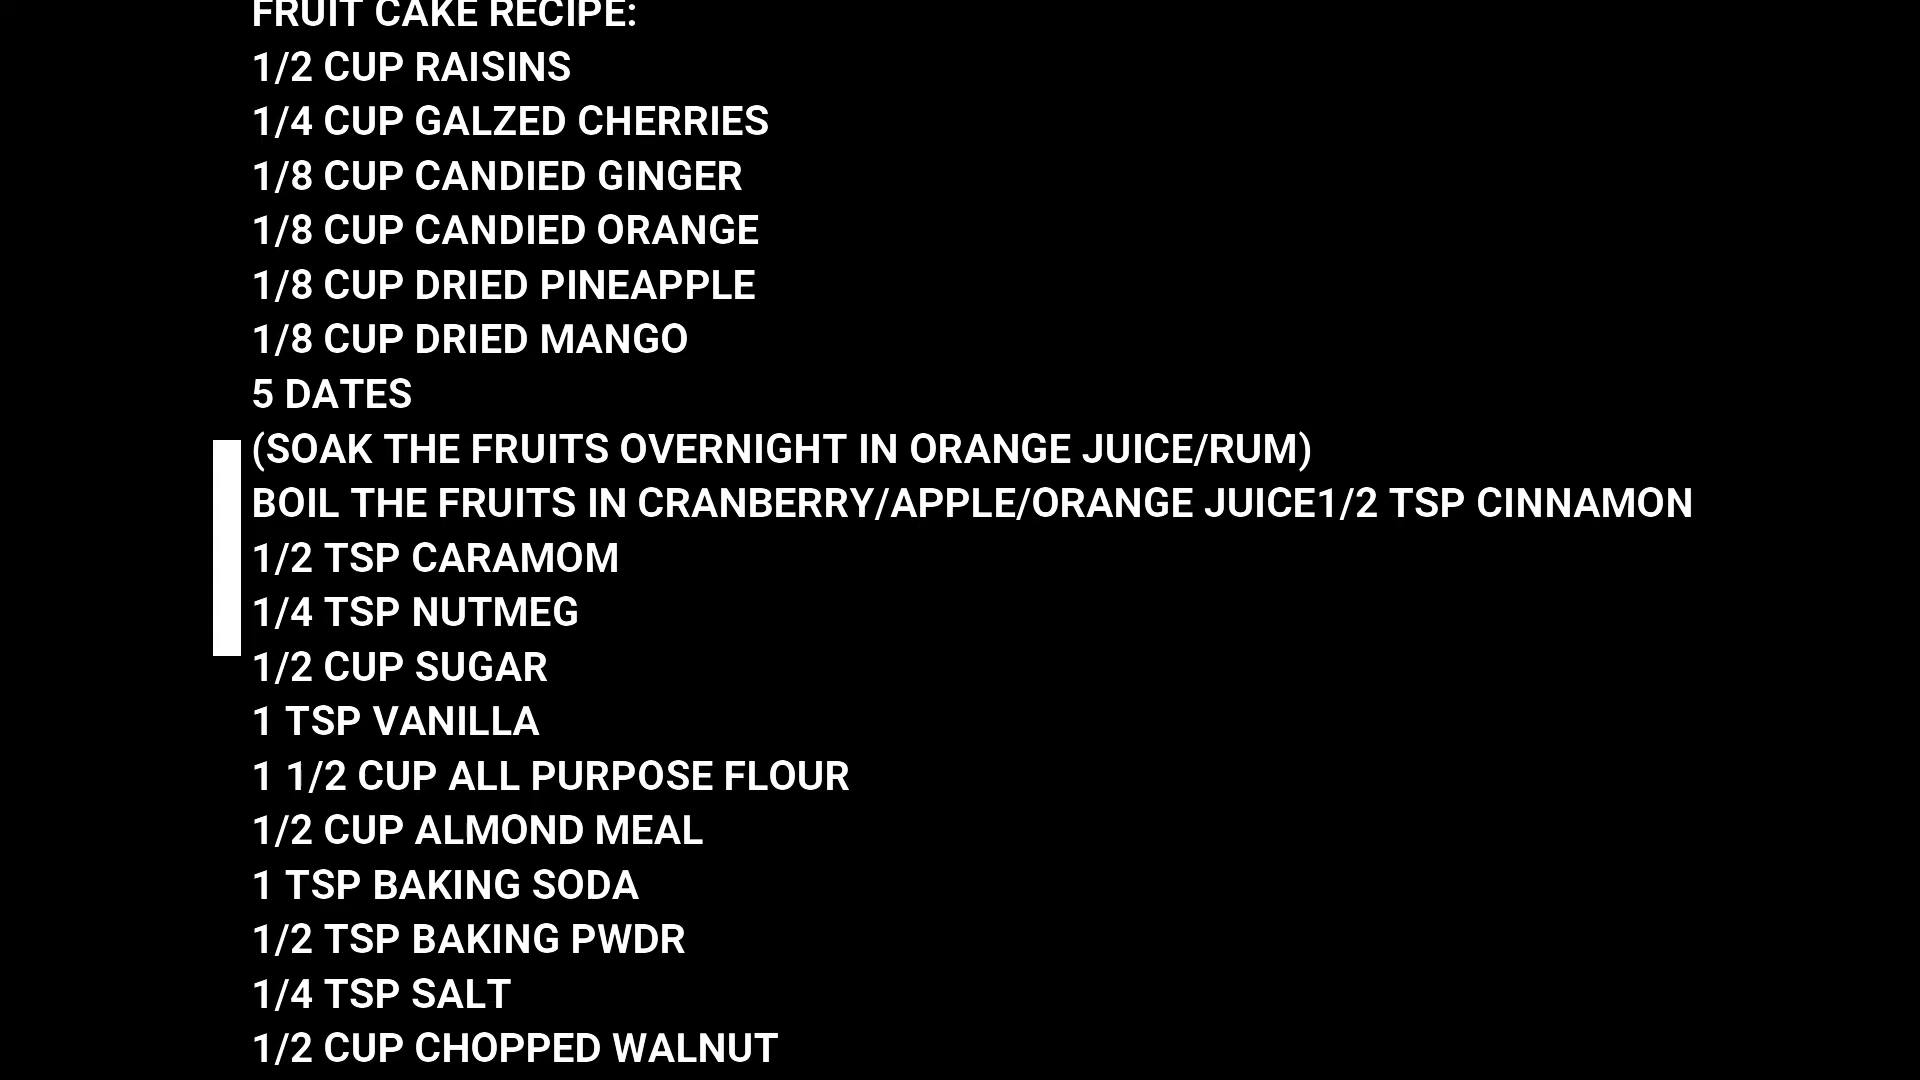 FRUIT CAKE RECIPE:
1/2 CUP RAISINS
1/4 CUP GALZED CHERRIES
1/8 CUP CANDIED GINGER
1/8 CUP CANDIED ORANGE
1/8 CUP DRIED PINEAPPLE
1/8 CUP DRIED MANGO
5 DATES
(SOAK THE FRUITS OVERNIGHT IN ORANGE JUICE/RUM)
BOIL THE FRUITS IN CRANBERRY/APPLE/ORANGE JUICE1/2 TSP CINNAMON
1/2 TSP CARAMOM
1/4 TSP NUTMEG
1/2 CUP SUGAR
1 TSP VANILLA
1 1/2 CUP ALL PURPOSE FLOUR
1/2 CUP ALMOND MEAL
1 TSP BAKING SODA
1/2 TSP BAKING PWDR
1/4 TSP SALT
1/2 CUP CHOPPED WALNUT